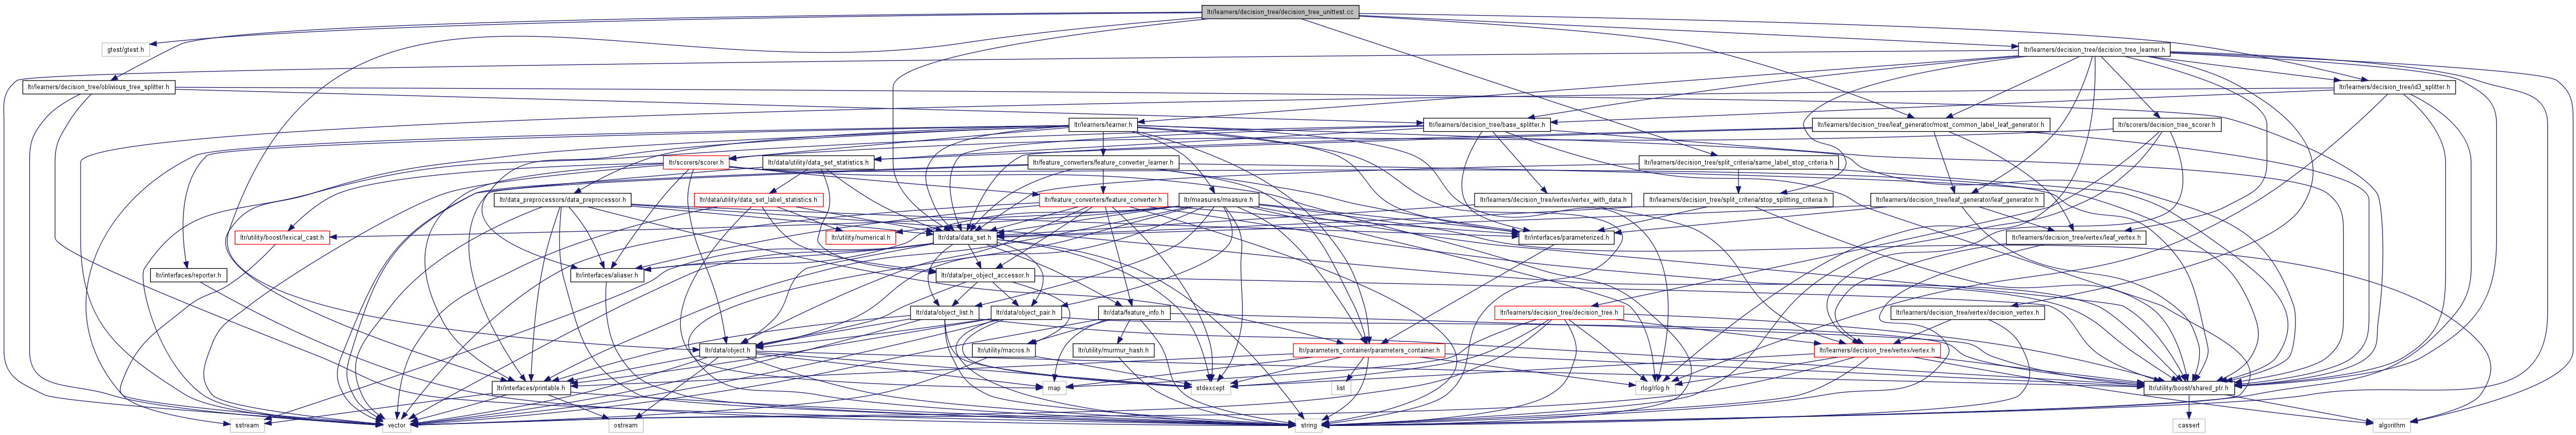 ltr/learners/decision_tree/decision_tree_unittest.cc
gtest/gtest.h
ltr/learners/decision_tree/decision_tree_learner.h
ltr/learners/decision_tree/oblivious_tree_splitter.h
ltr/learners/decision_tree/id3_splitter.h
ltr/learners/learner.h
ltr/learners/decision_tree/base_splitter.h
ltr/learners/decision_tree/leaf_generator/most_common_label_leaf_generator.h
ltr/scorers/decision_tree_scorer.h
ltr/scorers/scorer.h
ltr/data/utility/data_set_statistics.h
ltr/feature_converters/feature_converter_learner.h
ltr/learners/decision_tree/split_criteria/same_label_stop_criteria.h
ltr/data_preprocessors/data_preprocessor.h
ltr/data/utility/data_set_label_statistics.h
ltr/feature_converters/feature_converter.h
ltr/measures/measure.h
ltr/learners/decision_tree/vertex/vertex_with_data.h
ltr/learners/decision_tree/split_criteria/stop_splitting_criteria.h
ltr/learners/decision_tree/leaf_generator/leaf_generator.h
ltr/utility/boost/lexical_cast.h
ltr/utility/numerical.h
ltr/data/data_set.h
ltr/interfaces/parameterized.h
ltr/learners/decision_tree/vertex/leaf_vertex.h
ltr/interfaces/reporter.h
ltr/interfaces/aliaser.h
ltr/data/per_object_accessor.h
ltr/data/object_list.h
ltr/data/object_pair.h
ltr/data/feature_info.h
ltr/learners/decision_tree/decision_tree.h
ltr/learners/decision_tree/vertex/decision_vertex.h
ltr/data/object.h
ltr/utility/macros.h
ltr/utility/murmur_hash.h
ltr/parameters_container/parameters_container.h
ltr/learners/decision_tree/vertex/vertex.h
ltr/interfaces/printable.h
map
stdexcept
list
rlog/rlog.h
ltr/utility/boost/shared_ptr.h
sstream
vector
ostream
string
cassert
algorithm